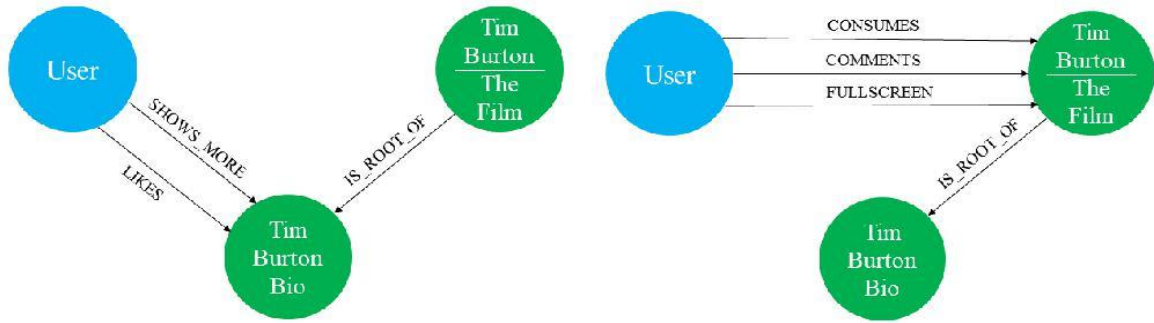 User
Tim
Burton
The
Film
SHOWS_MORE
LIKES
IS_ROOT_OF
Tim
Burton
Bio
User
CONSUMES
COMMENTS
FULLSCREEN
Tim
Burton
The
Film
IS_ROOT_OF
Tim
Burton
Bio